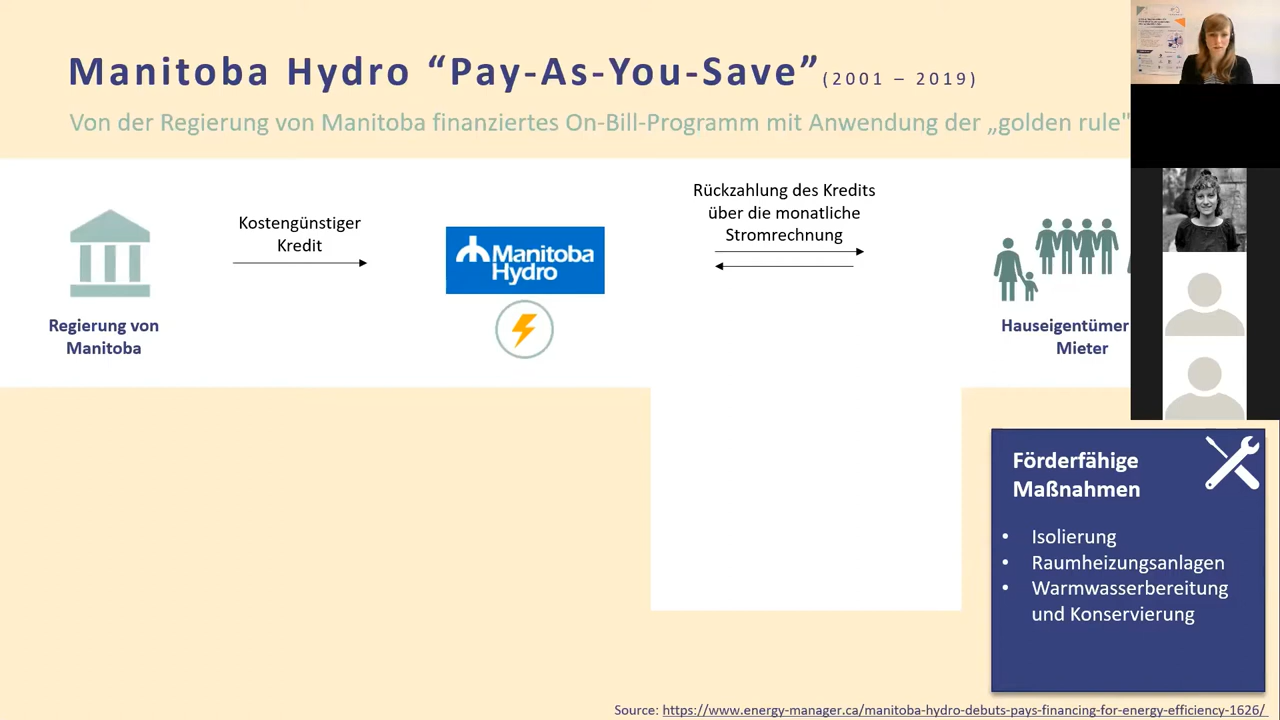 Manitoba Hydro “Pay-As-You-Save” (2001 – 2019)
Von der Regierung von Manitoba finanziertes On-Bill-Programm mit Anwendung der „golden rule"
Kostengünstiger
Kredit
Regierung von
Manitoba
Manitoba
Hydro
Rückzahlung des Kredits
über die monatliche
Stromrechnung
Hauseigentümer
Mieter
Förderfähige
Maßnahmen
• Isolierung
• Raumheizungsanlagen
• Warmwasserbereitung
und Konservierung
Source: https://www.energy-manager.ca/manitoba-hydro-debuts-pays-financing-for-energy-efficiency-1626/